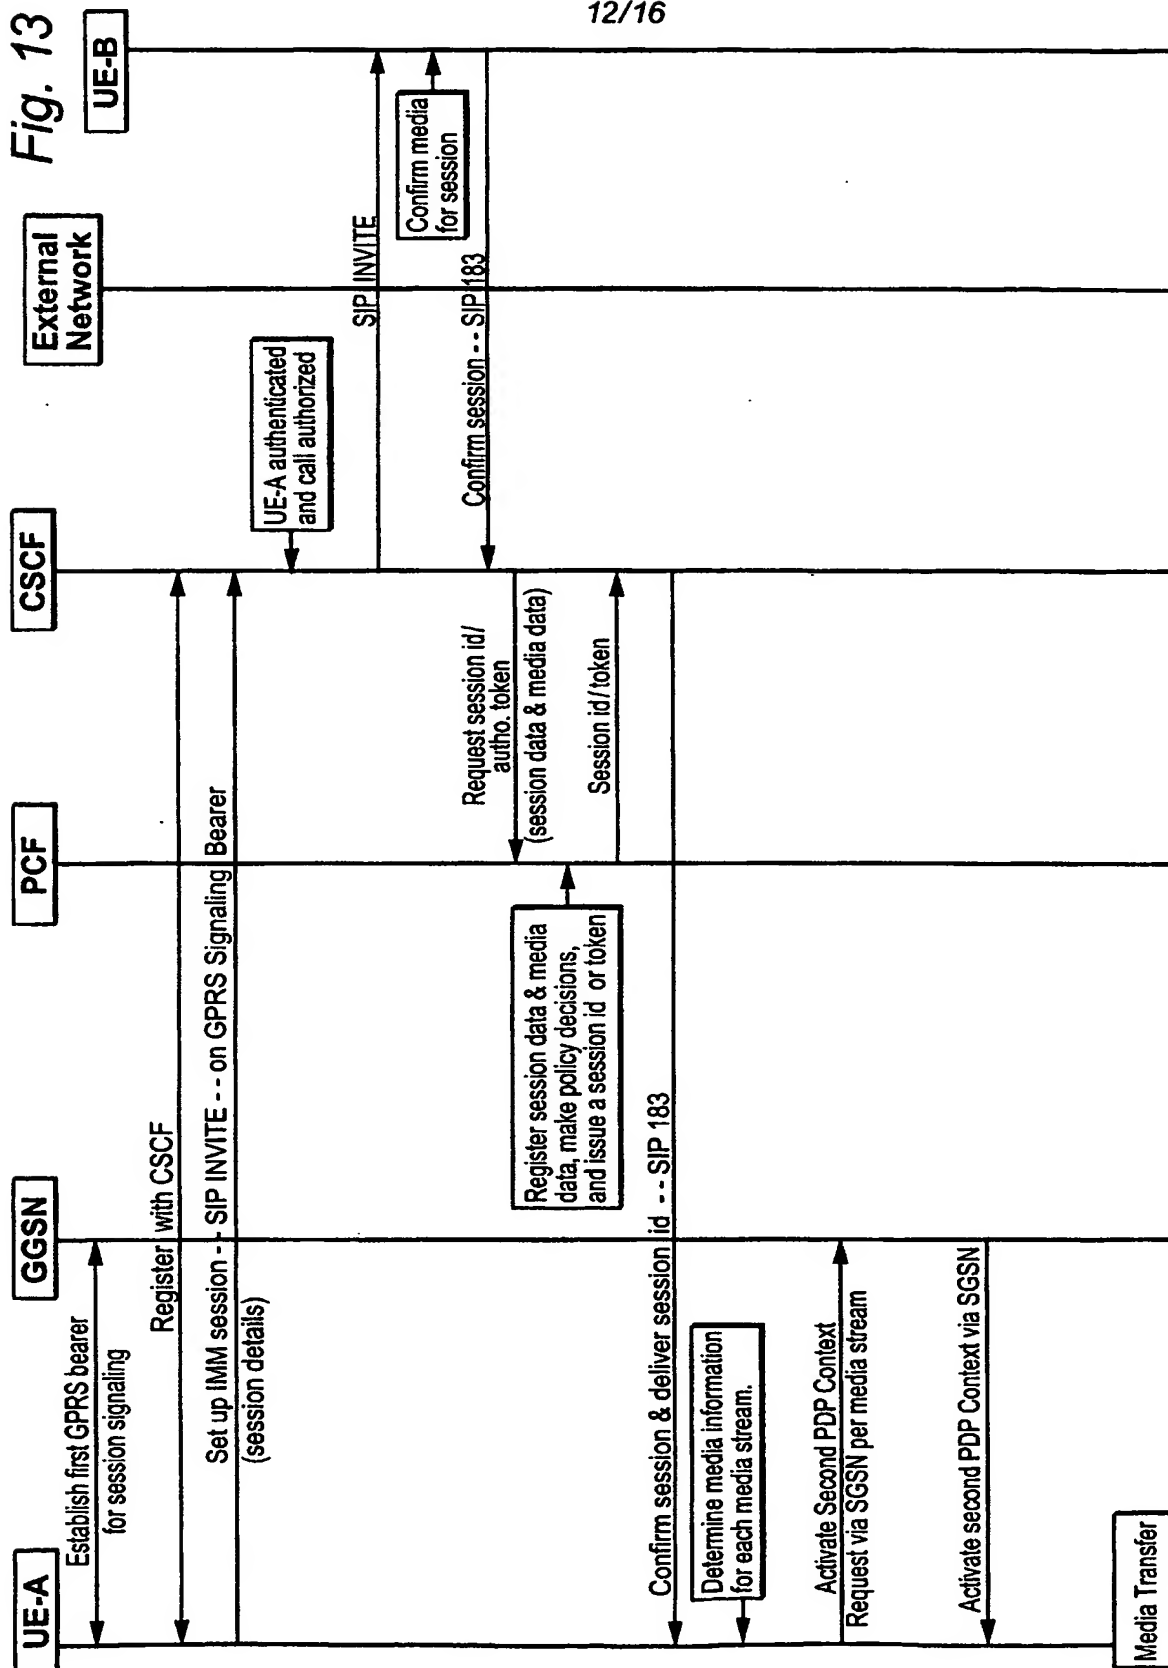 12/16
Fig. 13
UE-A
GGSN
PCF
CSCF
External
Network
UE-B
Establish first GPRS bearer
for session signaling
Register with CSCF
Set up IMM session - - SIP INVITE - - on GPRS Signaling Bearer
(session details)
UE-A authenticated
and call authorized
SIP INVITE
Confirm media
for session
Confirm session - - SIP 183
Request session id/
autho. token
(session data & media data)
Register session data & media
data, make policy decisions,
and issue a session id or token
Session id/token
Confirm session & deliver session id - - SIP 183
Determine media information
for each media stream.
Activate Second PDP Context
Request via SGSN per media stream
Activate second PDP Context via SGSN
Media Transfer